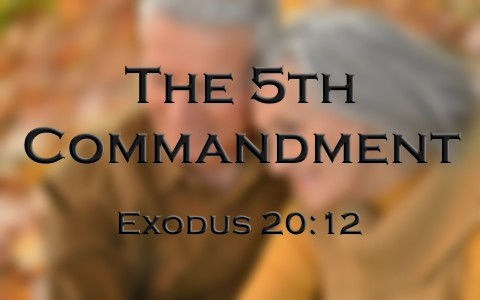 The 5th
Commandment
Exodus 20:12